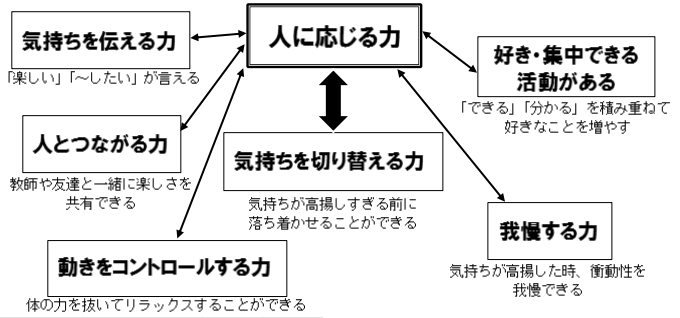 人に応じる力
気持ちを伝える力
「楽しい」「～したい」が言える
好き・集中できる
活動がある
「できる」「分かる」を積み重ねて
好きなことを増やす
人とつながる力
教師や友達と一緒に楽しさを
共有できる
気持ちを切り替える力
気持ちが高揚しすぎる前に
落ち着かせることができる
我慢する力
気持ちが高揚した時、衝動性を
我慢できる
動きをコントロールする力
体の力を抜いてリラックスすることができる